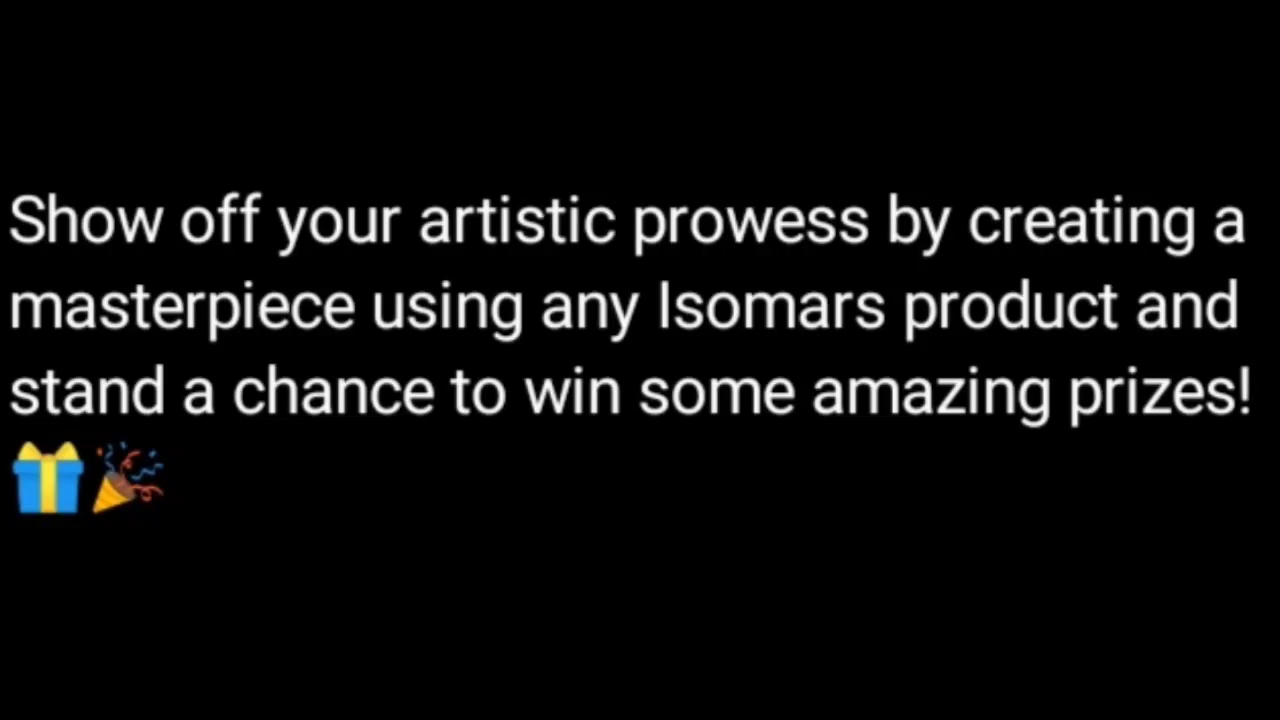 Show off your artistic prowess by creating a
masterpiece using any Isomars product and
stand a chance to win some amazing prizes!
🎁🎉